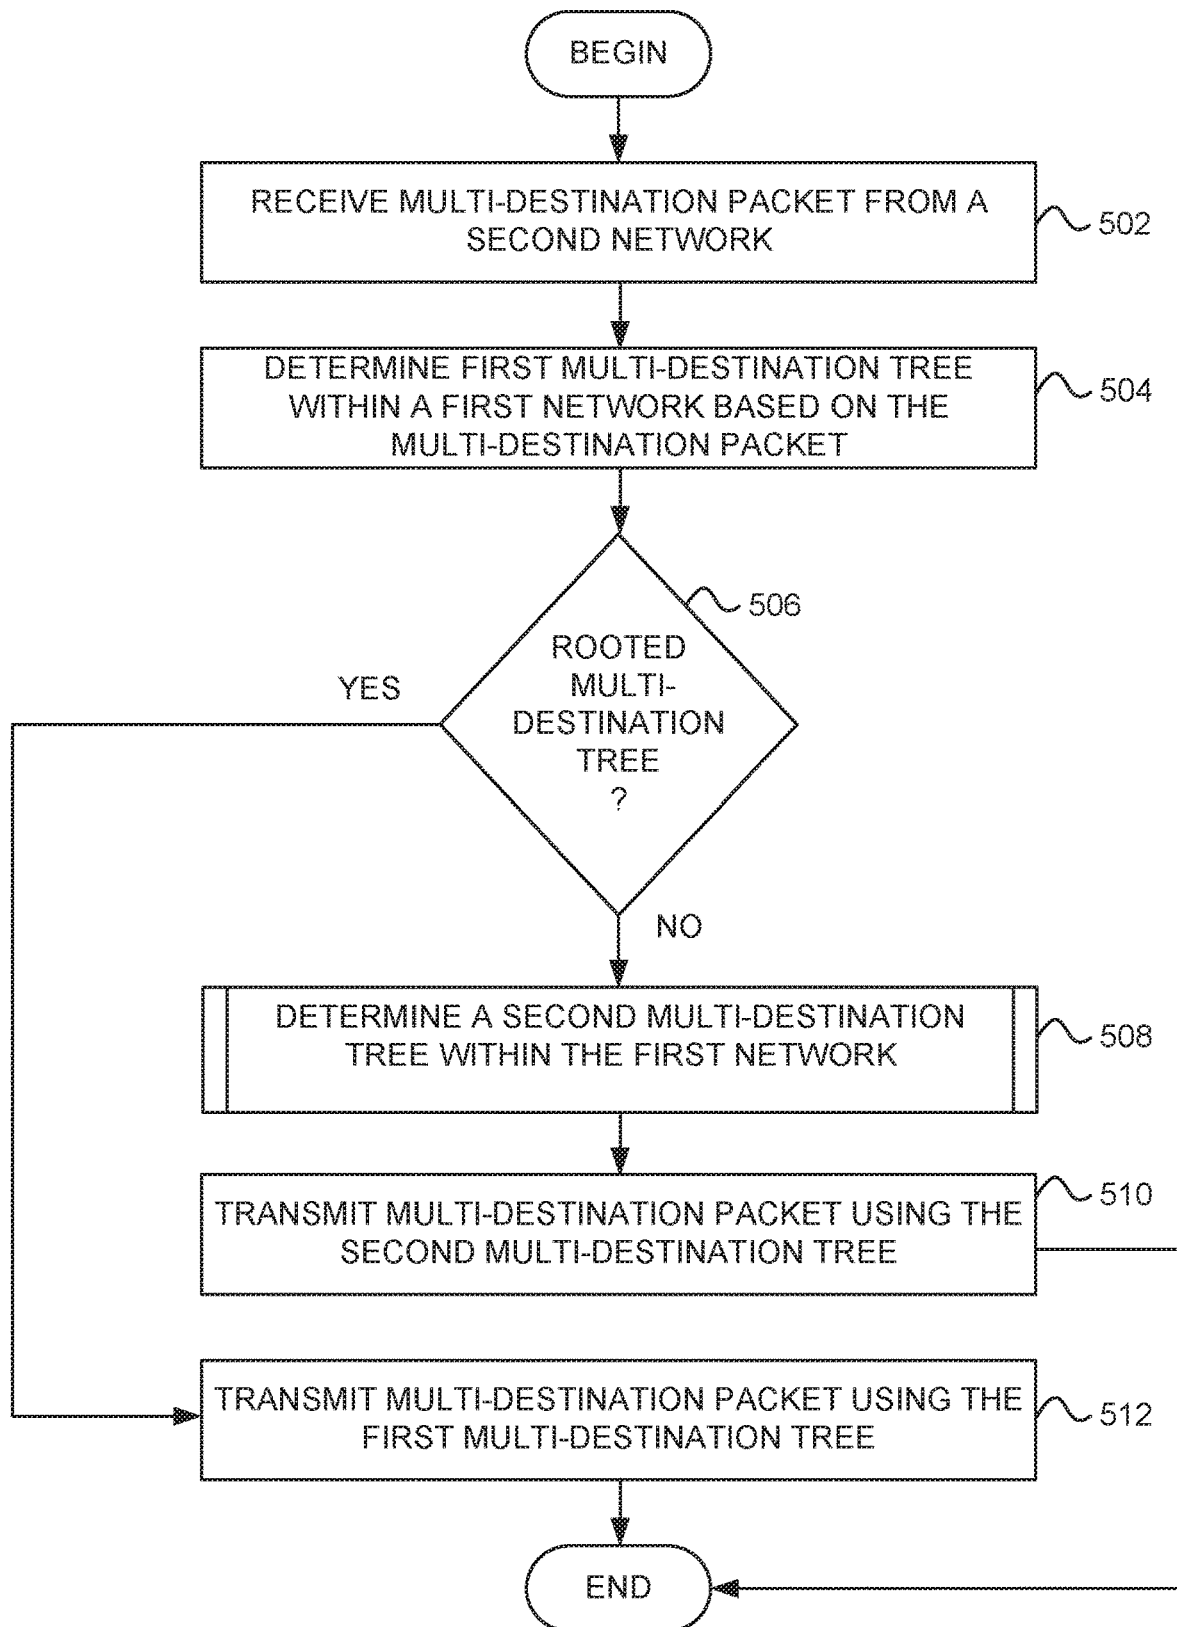 BEGIN
RECEIVE MULTI-DESTINATION PACKET FROM A
SECOND NETWORK
502
DETERMINE FIRST MULTI-DESTINATION TREE
WITHIN A FIRST NETWORK BASED ON THE
MULTI-DESTINATION PACKET
504
506
ROOTED
MULTI-
DESTINATION
TREE
?
YES
NO
DETERMINE A SECOND MULTI-DESTINATION
TREE WITHIN THE FIRST NETWORK
508
TRANSMIT MULTI-DESTINATION PACKET USING THE
SECOND MULTI-DESTINATION TREE
510
TRANSMIT MULTI-DESTINATION PACKET USING THE
FIRST MULTI-DESTINATION TREE
512
END